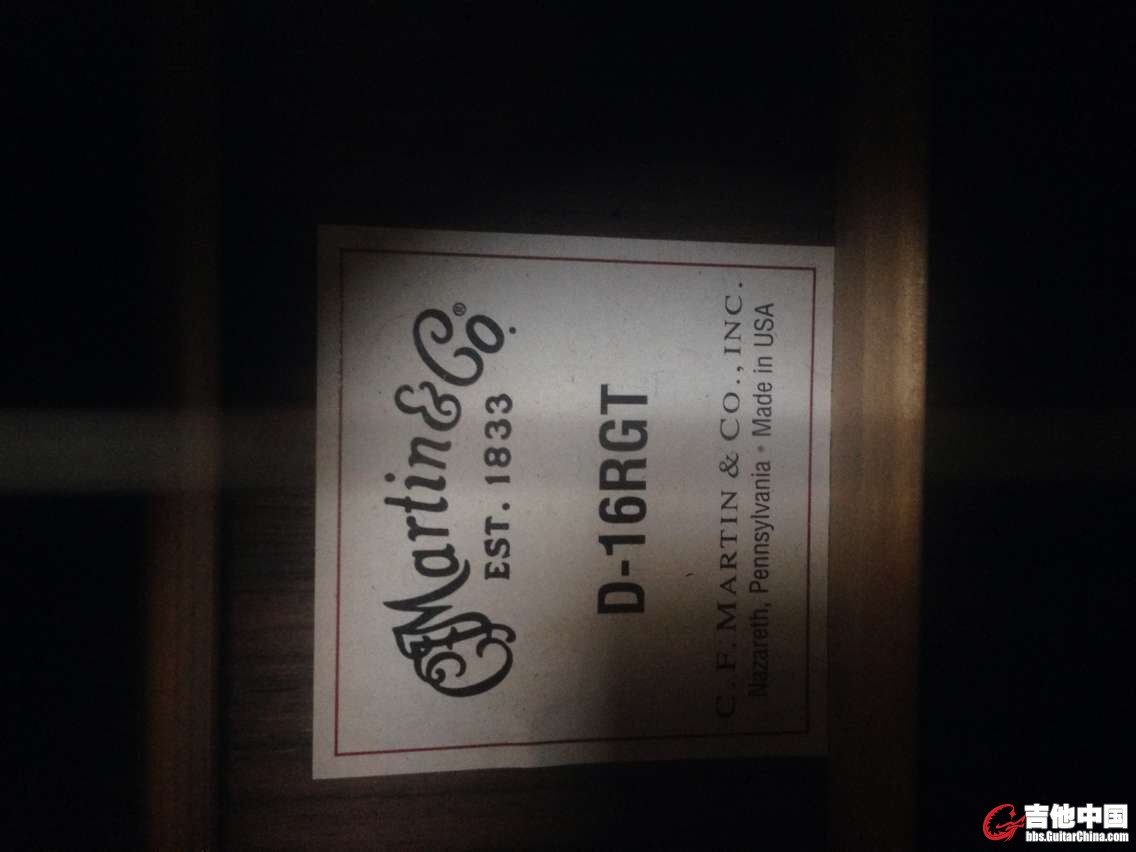 Martin & Co.®
EST. 1833
D-16RGT
C. F. MARTIN & CO., INC.
Nazareth, Pennsylvania • Made in USA
吉他中国
bbs.GuitarChina.com